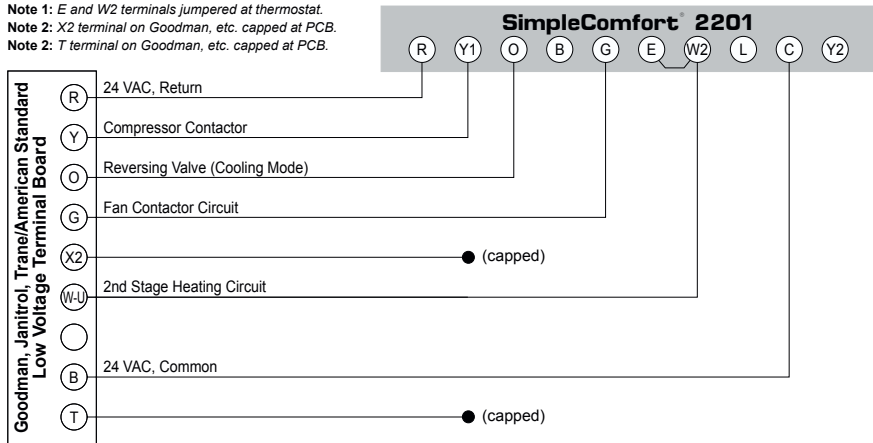 Note 1: E and W2 terminals jumpered at thermostat.
Note 2: X2 terminal on Goodman, etc. capped at PCB.
Note 2: T terminal on Goodman, etc. capped at PCB.
SimpleComfort® 2201
R Y1 O B G E W2 L C Y2
Goodman, Janitrol, Trane/American Standard
Low Voltage Terminal Board
R 24 VAC, Return
Y Compressor Contactor
O Reversing Valve (Cooling Mode)
G Fan Contactor Circuit
X2 (capped)
W-U 2nd Stage Heating Circuit
B 24 VAC, Common
T (capped)